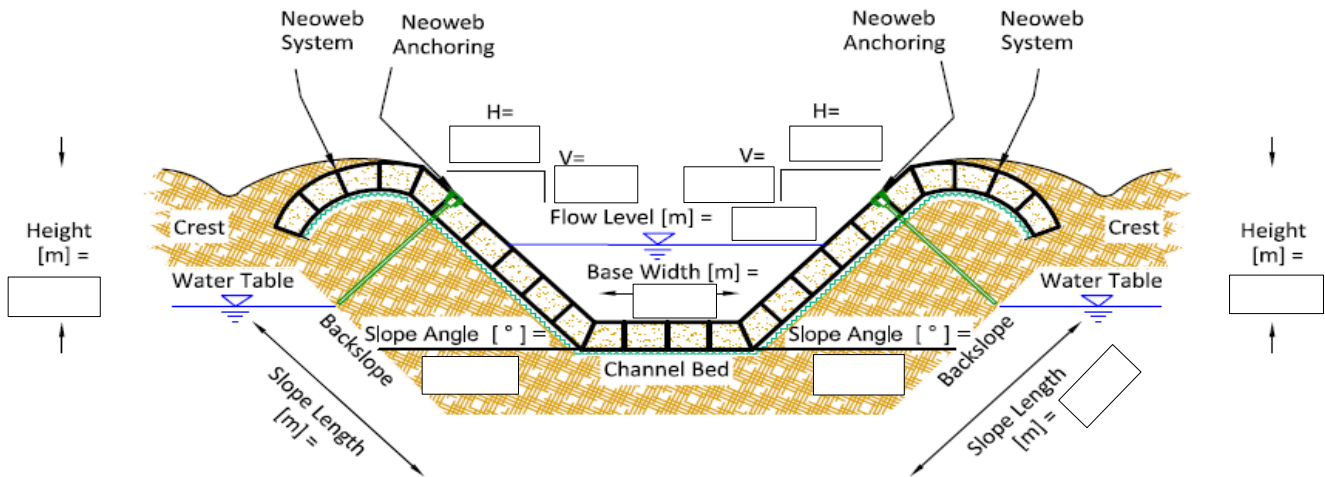 Neoweb
System
Neoweb
Anchoring
Neoweb
Anchoring
Neoweb
System
H=
H=
V=
V=
Flow Level [m] =
Height
[m] =
Crest
Crest
Height
[m] =
Water Table
Base Width [m] =
Water Table
Backslope
Slope Angle [ ° ] =
Slope Angle [ ° ] =
Backslope
Channel Bed
Slope Length
[m] =
Slope Length
[m] =